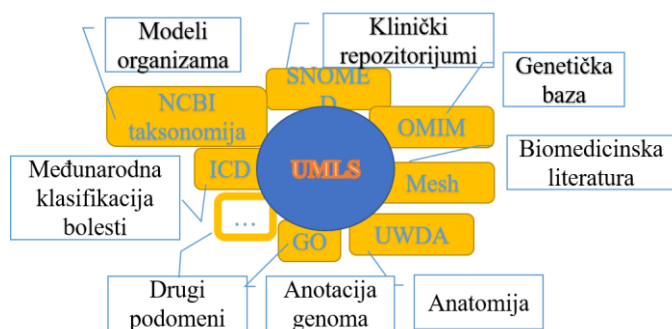 Modeli
organizama
Klinički
repozitorijumi
Genetička
baza
SNOME
D
NCBI
taksonomija
OMIM
Međunarodna
klasifikacija
bolesti
ICD
UMLS
Mesh
Biomedicinska
literatura
...
GO
UWDA
Drugi
podomeni
Anotacija
genoma
Anatomija